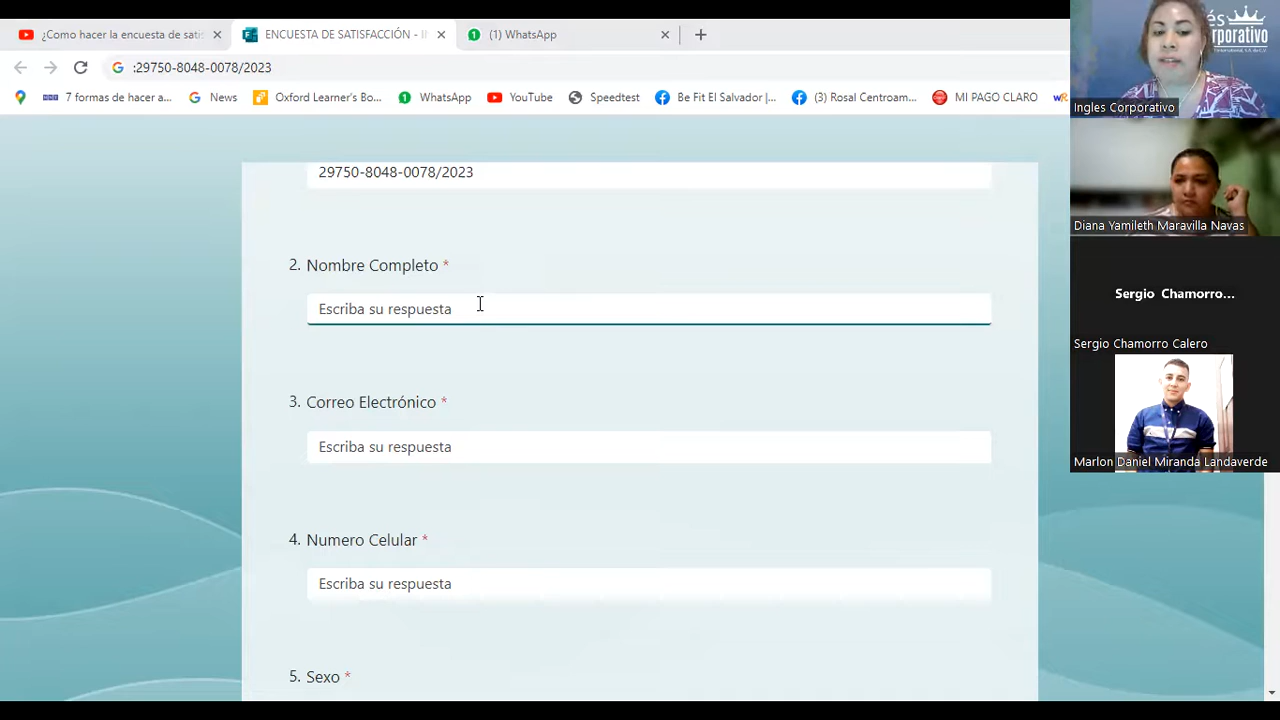 ¿Como hacer la encuesta de sati
ENCUESTA DE SATISFACCIÓN - I
(1) WhatsApp
:29750-8048-0078/2023
7 formas de hacer a...
News
Oxford Learner's Bo...
WhatsApp
YouTube
Speedtest
Be Fit El Salvador |...
(3) Rosal Centroam...
MI PAGO CLARO
29750-8048-0078/2023
2. Nombre Completo *
Escriba su respuesta
3. Correo Electrónico *
Escriba su respuesta
4. Numero Celular *
Escriba su respuesta
5. Sexo *
és
rporativo
Ingles Corporativo
Diana Yamileth Maravilla Navas
Sergio Chamorro...
Sergio Chamorro Calero
Marlon Daniel Miranda Landaverde